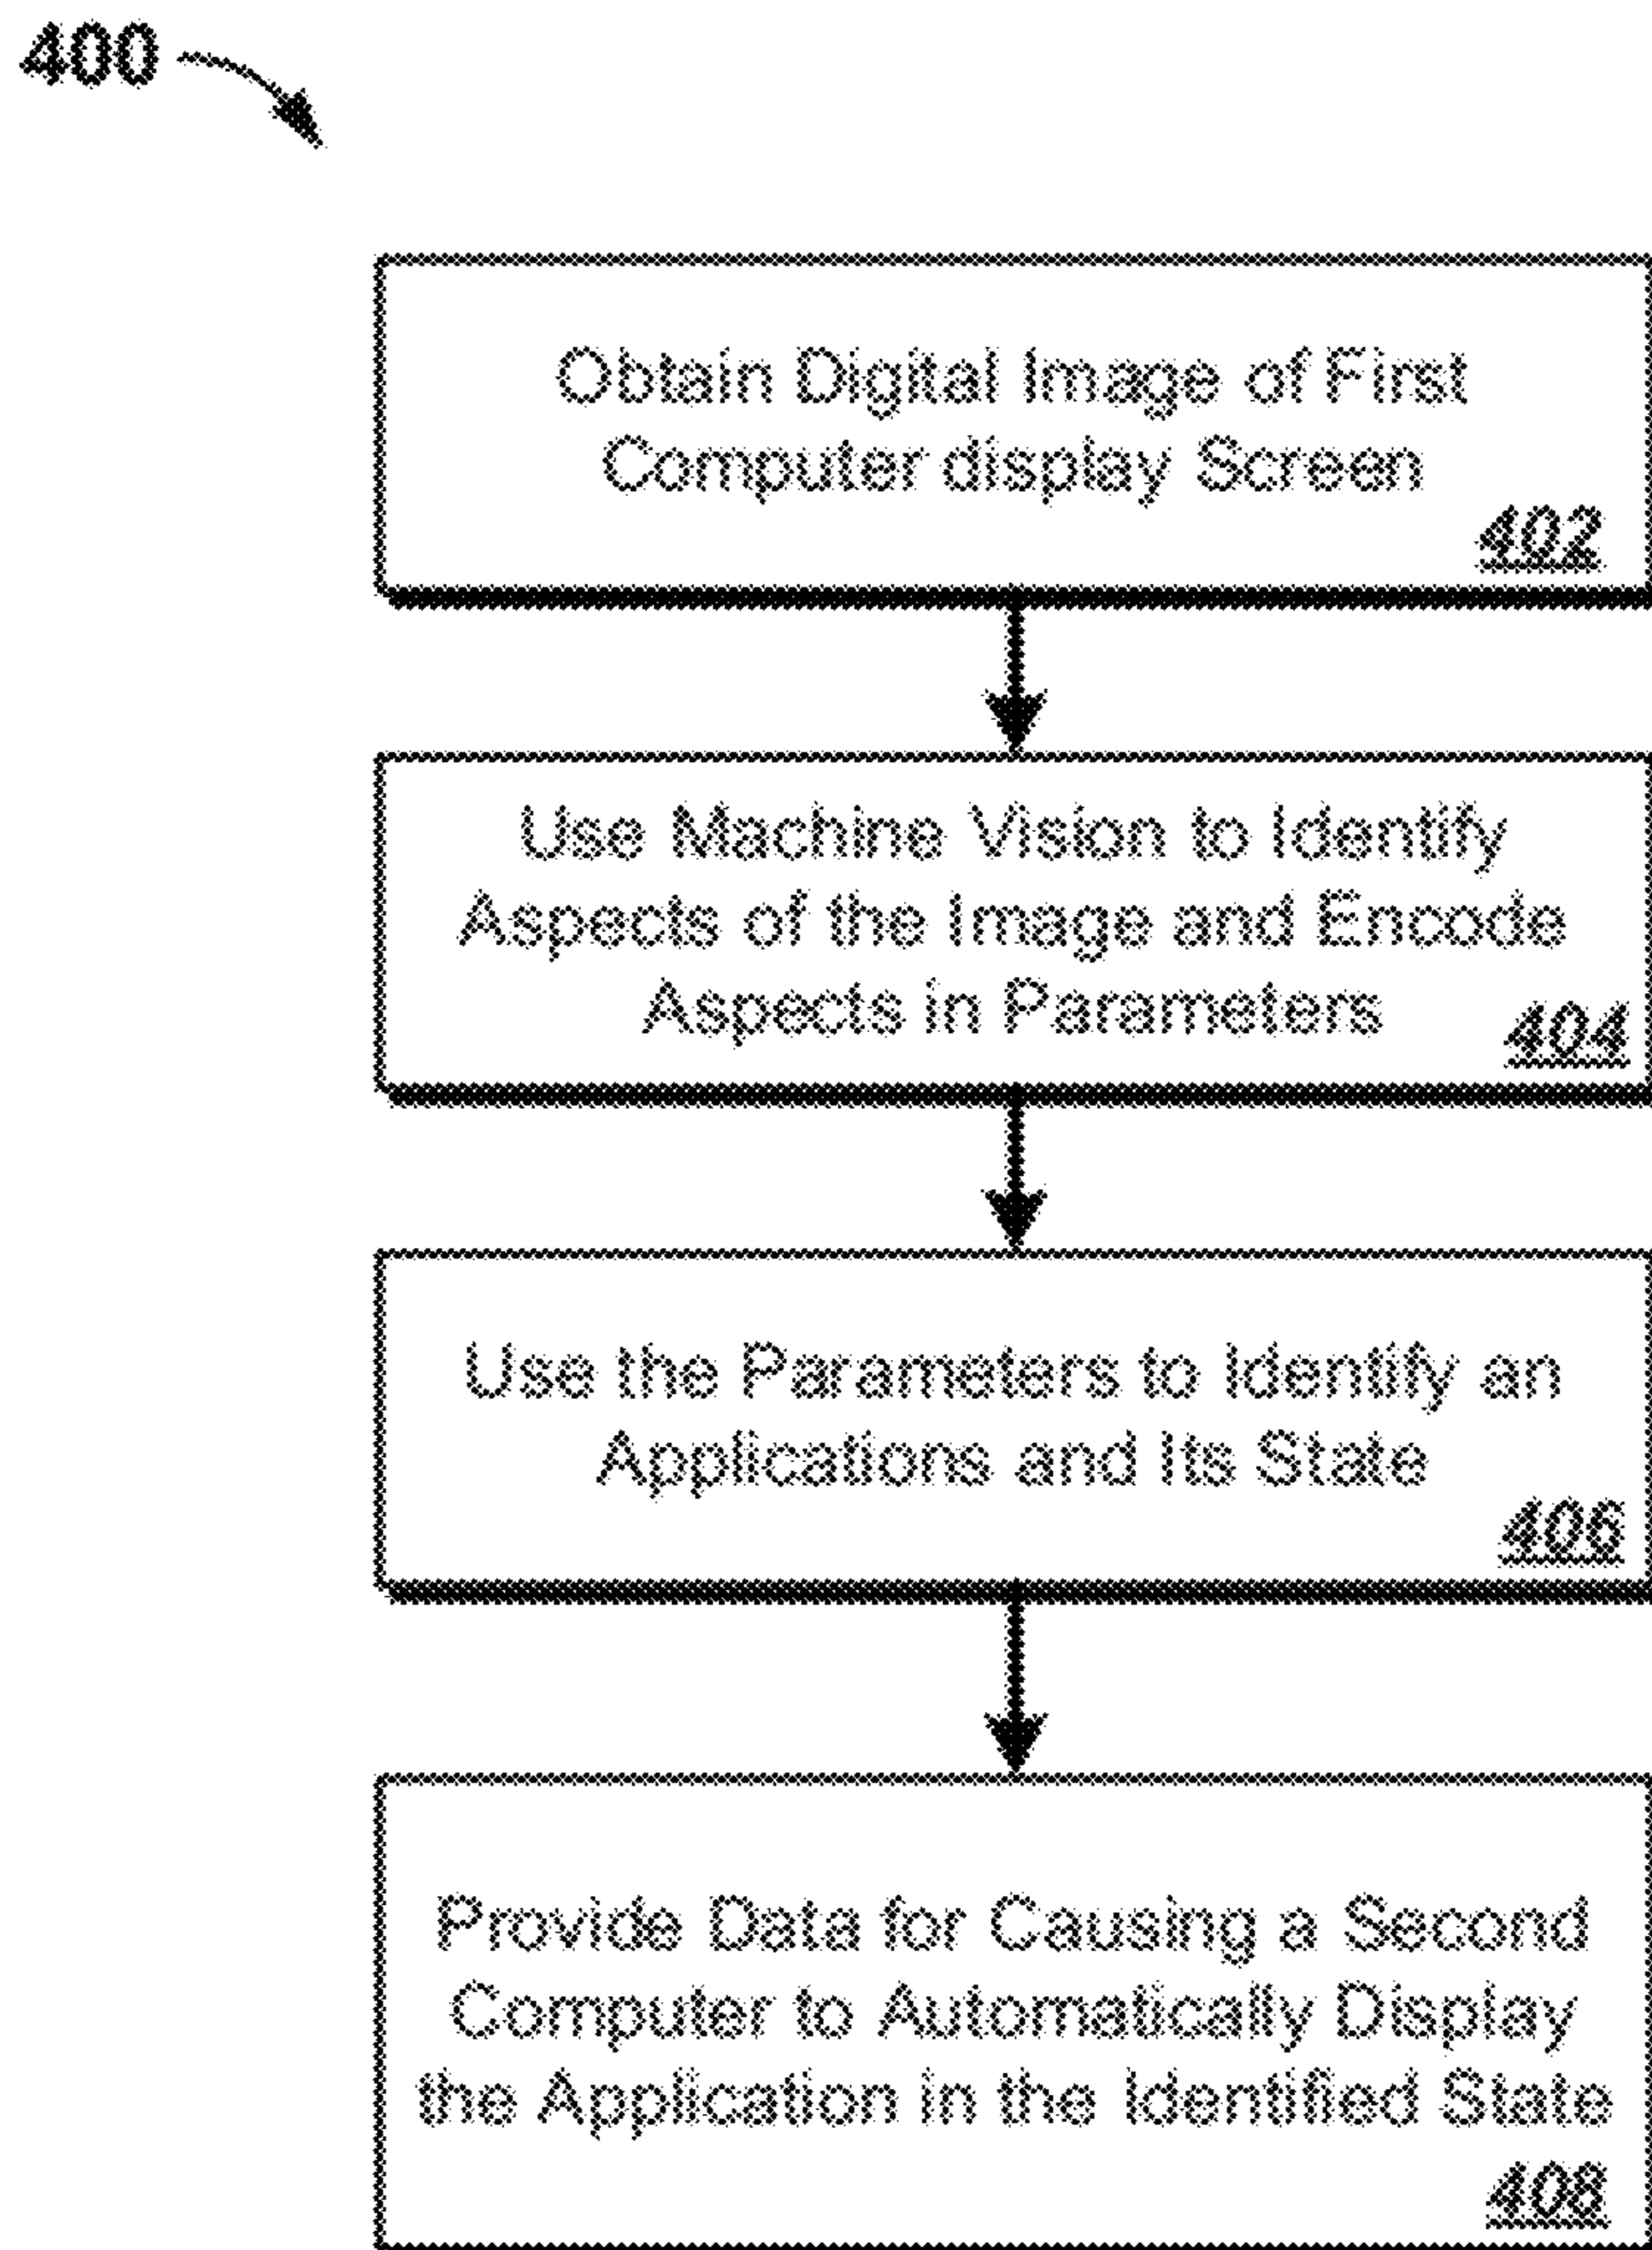 400
Obtain Digital Image of First
Computer display Screen
402
Use Machine Vision to Identify
Aspects of the Image and Encode
Aspects in Parameters
404
Use the Parameters to Identify an
Applications and Its State
406
Provide Data for Causing a Second
Computer to Automatically Display
the Application in the Identified State
408